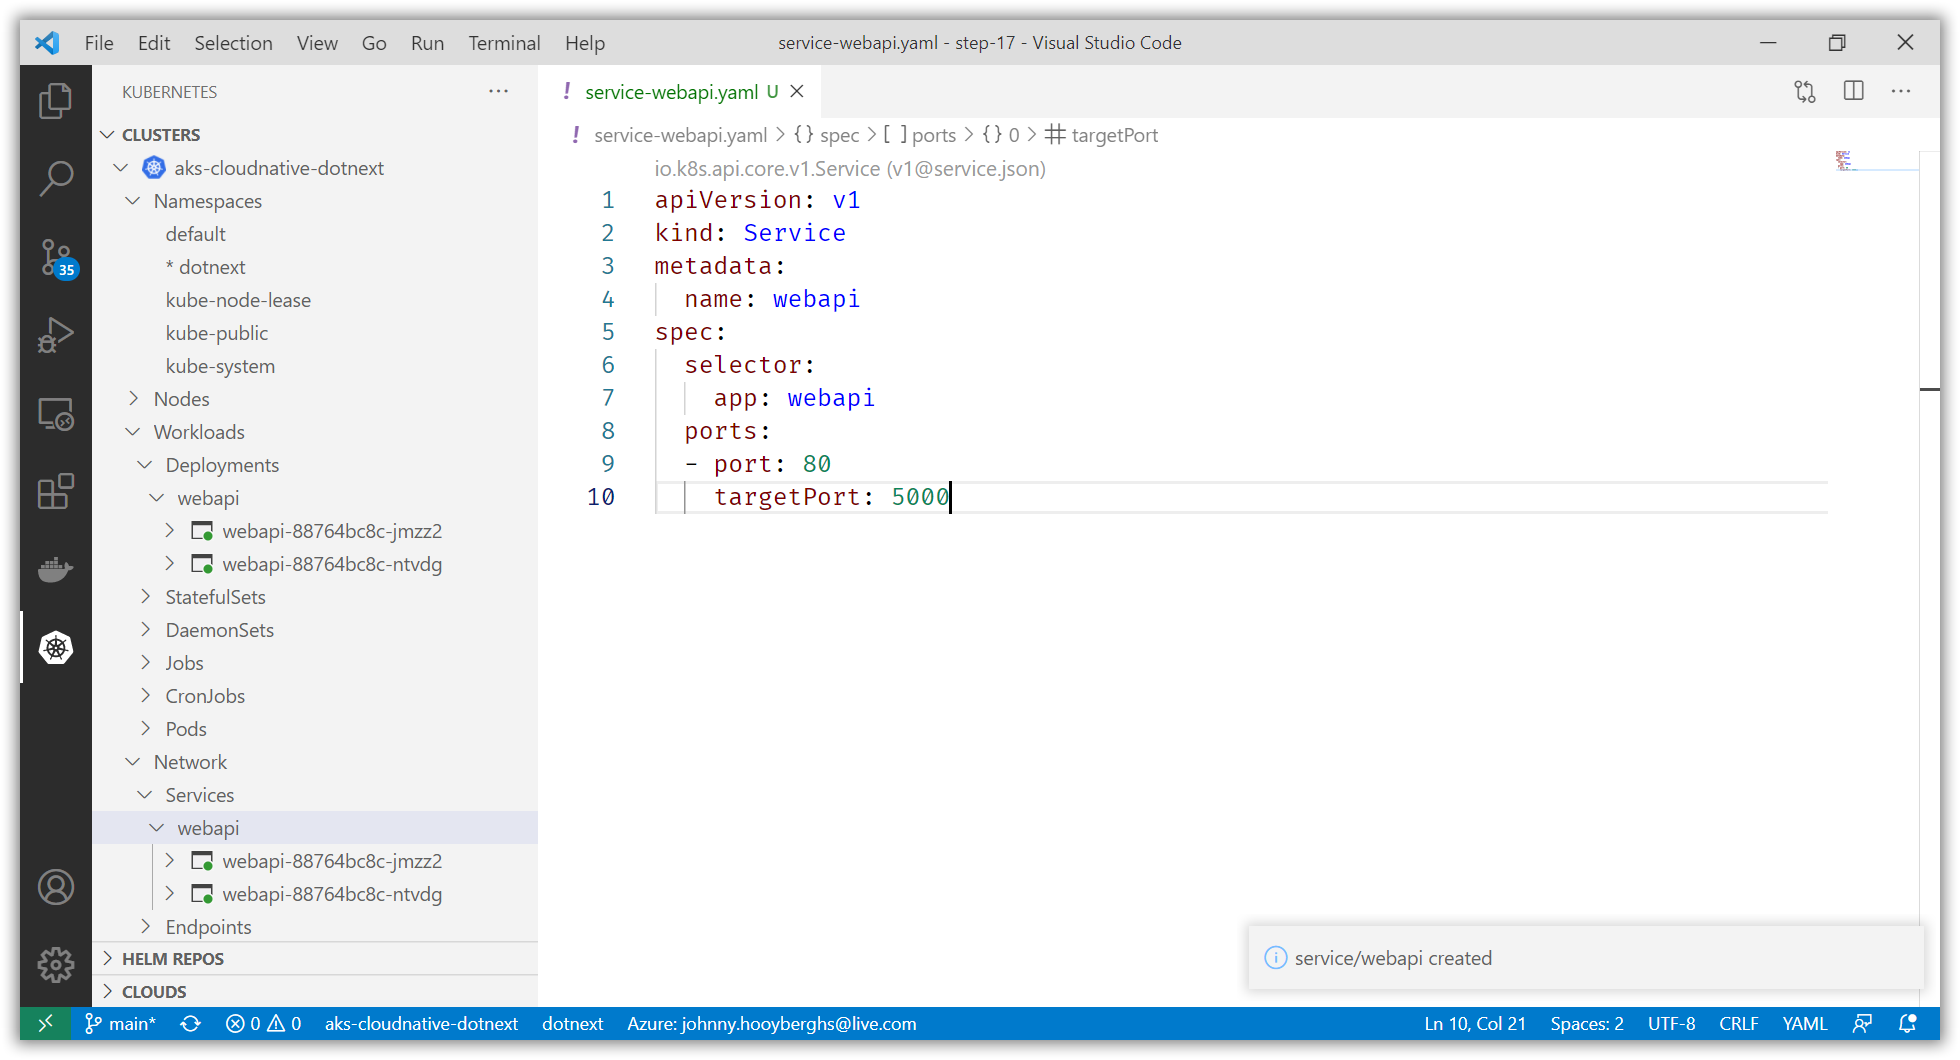 File Edit Selection View Go Run Terminal Help
service-webapi.yaml - step-17 - Visual Studio Code
35
KUBERNETES
CLUSTERS
aks-cloudnative-dotnext
Namespaces
default
* dotnext
kube-node-lease
kube-public
kube-system
Nodes
Workloads
Deployments
webapi
webapi-88764bc8c-jmzz2
webapi-88764bc8c-ntvdg
StatefulSets
DaemonSets
Jobs
CronJobs
Pods
Network
Services
webapi
webapi-88764bc8c-jmzz2
webapi-88764bc8c-ntvdg
Endpoints
HELM REPOS
CLOUDS
! service-webapi.yaml U
! service-webapi.yaml > {} spec > [ ] ports > {} 0 > # targetPort
io.k8s.api.core.v1.Service (v1@service.json)
1 apiVersion: v1
2 kind: Service
3 metadata:
4 name: webapi
5 spec:
6 selector:
7 app: webapi
8 ports:
9 - port: 80
10 targetPort: 5000
service/webapi created
main* 0 0 aks-cloudnative-dotnext dotnext Azure: johnny.hooyberghs@live.com Ln 10, Col 21 Spaces: 2 UTF-8 CRLF YAML